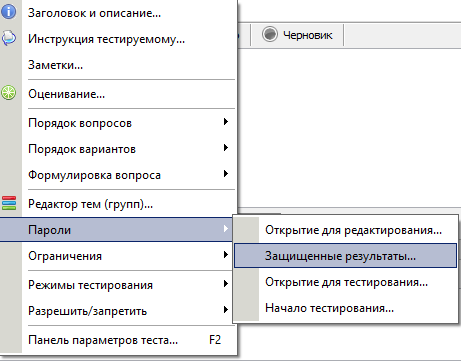 Заголовок и описание...
Инструкция тестируемому...
Черновик
Заметки...
Оценивание...
Порядок вопросов
Порядок вариантов
Формулировка вопроса
Редактор тем (групп)...
Пароли
Открытие для редактирования...
Ограничения
Защищенные результаты...
Режимы тестирования
Открытие для тестирования...
Разрешить/запретить
Начало тестирования...
Панель параметров теста... F2